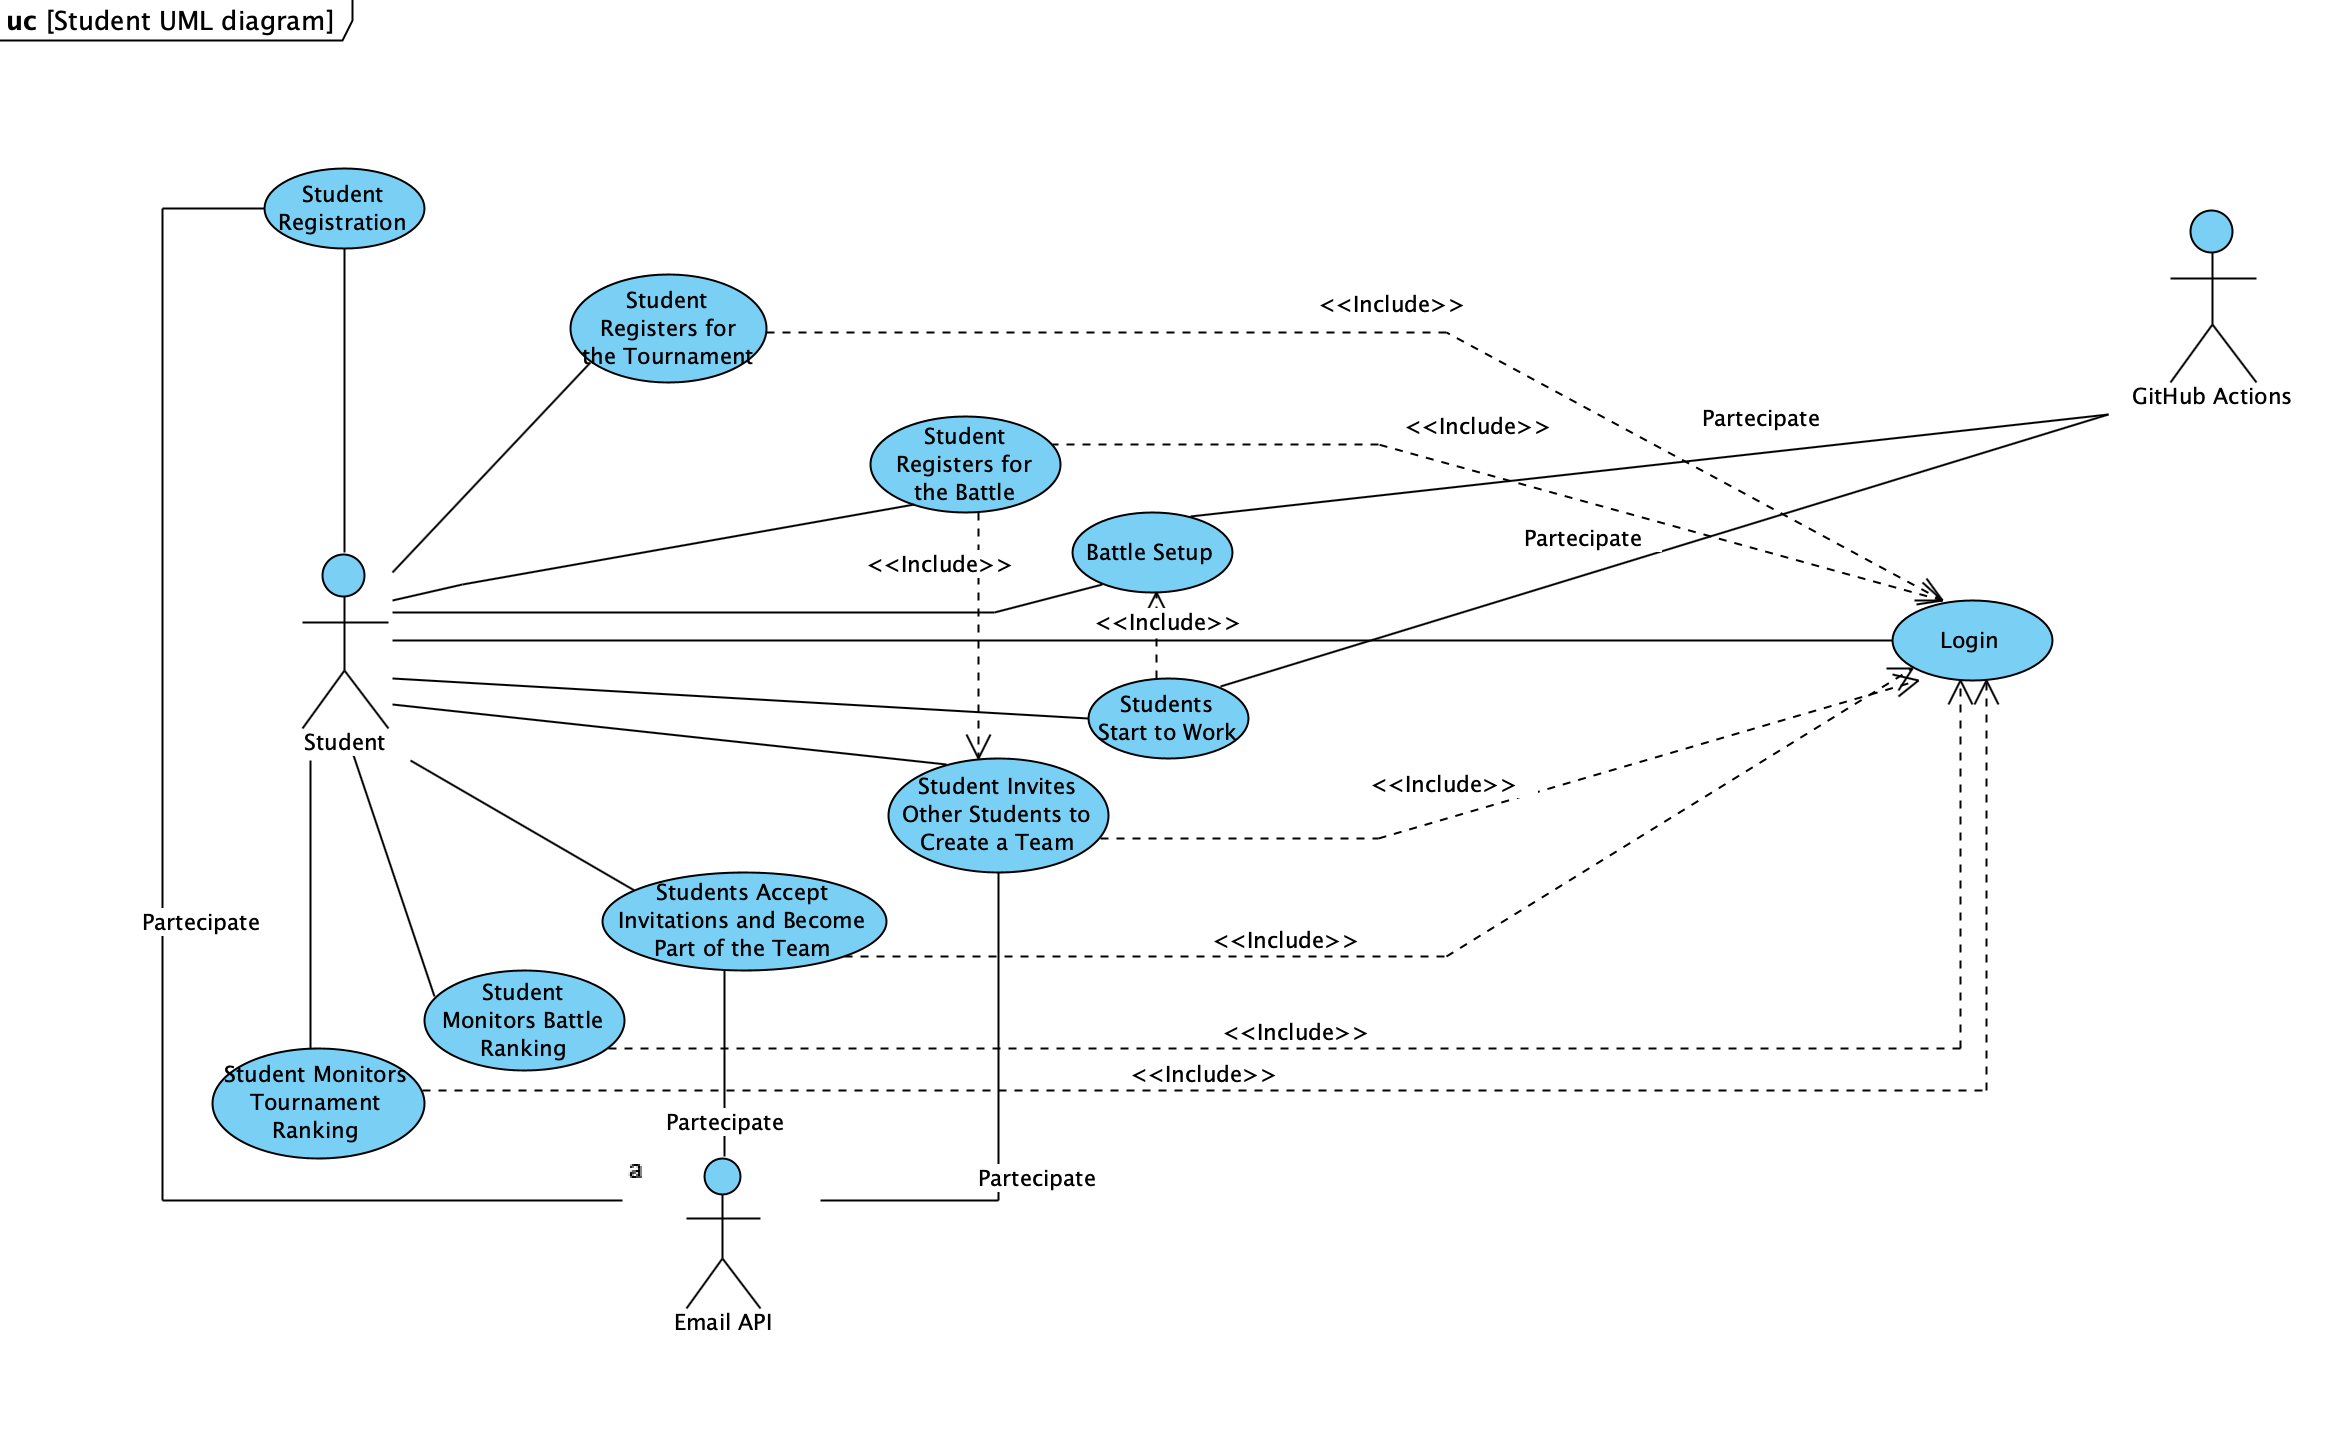 uc [Student UML diagram]
Student
Registration
Student
Registers for
the Tournament
<<Include>>
GitHub Actions
Partecipate
<<Include>>
Student
Registers for
the Battle
Partecipate
Battle Setup
<<Include>>
<<Include>>
Login
Students
Start to Work
Student
Student Invites
Other Students to
Create a Team
<<Include>>
Students Accept
Invitations and Become
Part of the Team
Partecipate
<<Include>>
Student
Monitors Battle
Ranking
<<Include>>
Student Monitors
Tournament
Ranking
<<Include>>
Partecipate
a
Partecipate
Email API